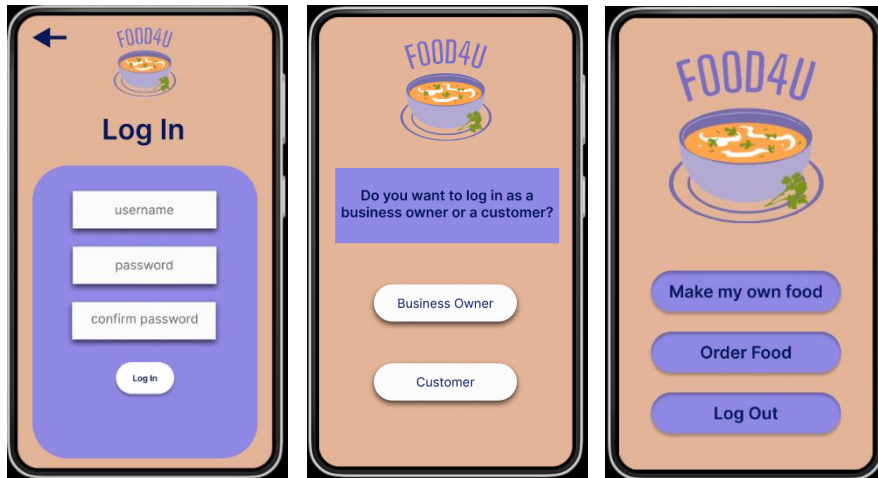 FOOD4U
Log In
username
password
confirm password
Log In
FOOD4U
Do you want to log in as a
business owner or a customer?
Business Owner
Customer
FOOD4U
Make my own food
Order Food
Log Out